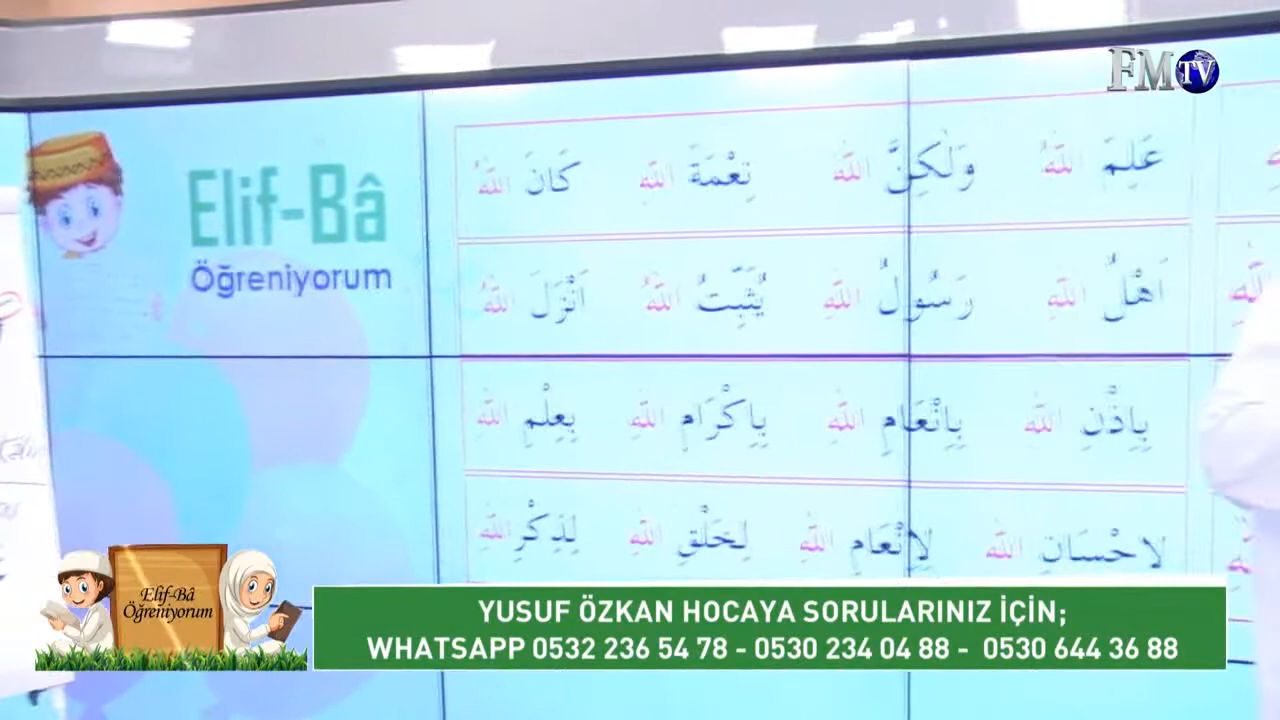 FMTV
Elif-Bâ
Öğreniyorum
عَلِمَ اللّٰهُ وَلٰكِنَّ اللّٰهَ نِعْمَةَ اللّٰهِ كَانَ اللّٰهُ
اَهْلُ اللّٰهِ رَسُولُ اللّٰهِ يُثَبِّتُ اللّٰهُ اَنْزَلَ اللّٰهُ
بِاِذْنِ اللّٰهِ بِاِنْعَامِ اللّٰهِ بِاِكْرَامِ اللّٰهِ بِعِلْمِ اللّٰهِ
لِاحْسَانِ اللّٰهِ لِاِنْعَامِ اللّٰهِ لِخَلْقِ اللّٰهِ لِذِكْرِ اللّٰهِ
Elif-Bâ
Öğreniyorum
YUSUF ÖZKAN HOCAYA SORULARINIZ İÇİN;
WHATSAPP 0532 236 54 78 - 0530 234 04 88 - 0530 644 36 88